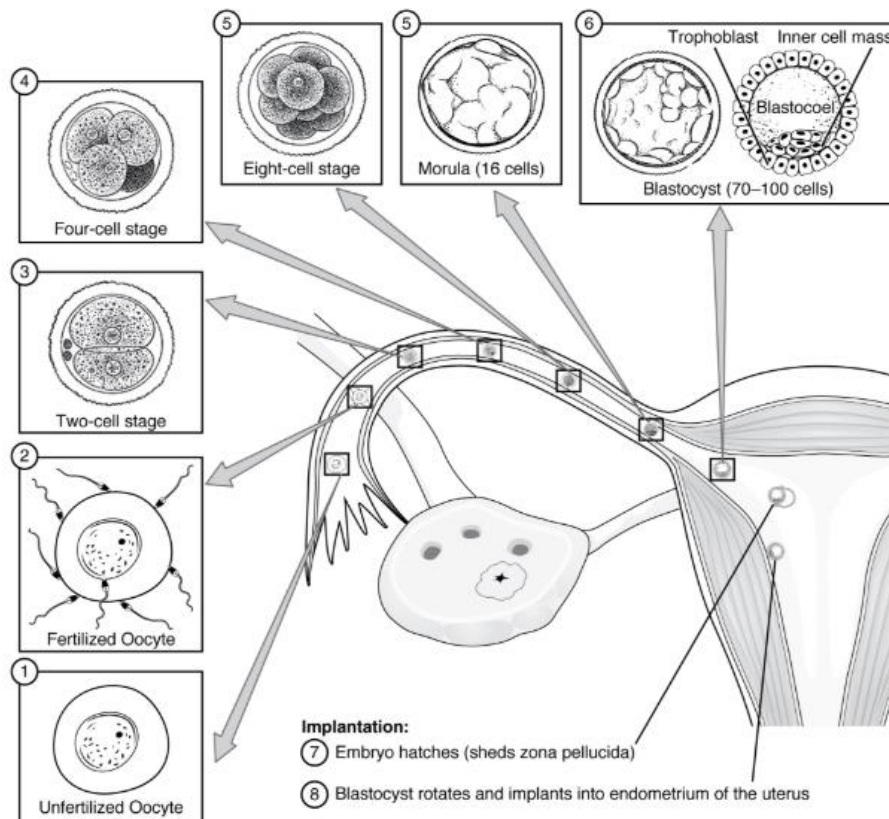 5
Eight-cell stage
5
Morula (16 cells)
6
Trophoblast
Inner cell mass
Blastocoel
Blastocyst (70–100 cells)
4
Four-cell stage
3
Two-cell stage
2
Fertilized Oocyte
1
Unfertilized Oocyte
Implantation:
7 Embryo hatches (sheds zona pellucida)
8 Blastocyst rotates and implants into endometrium of the uterus